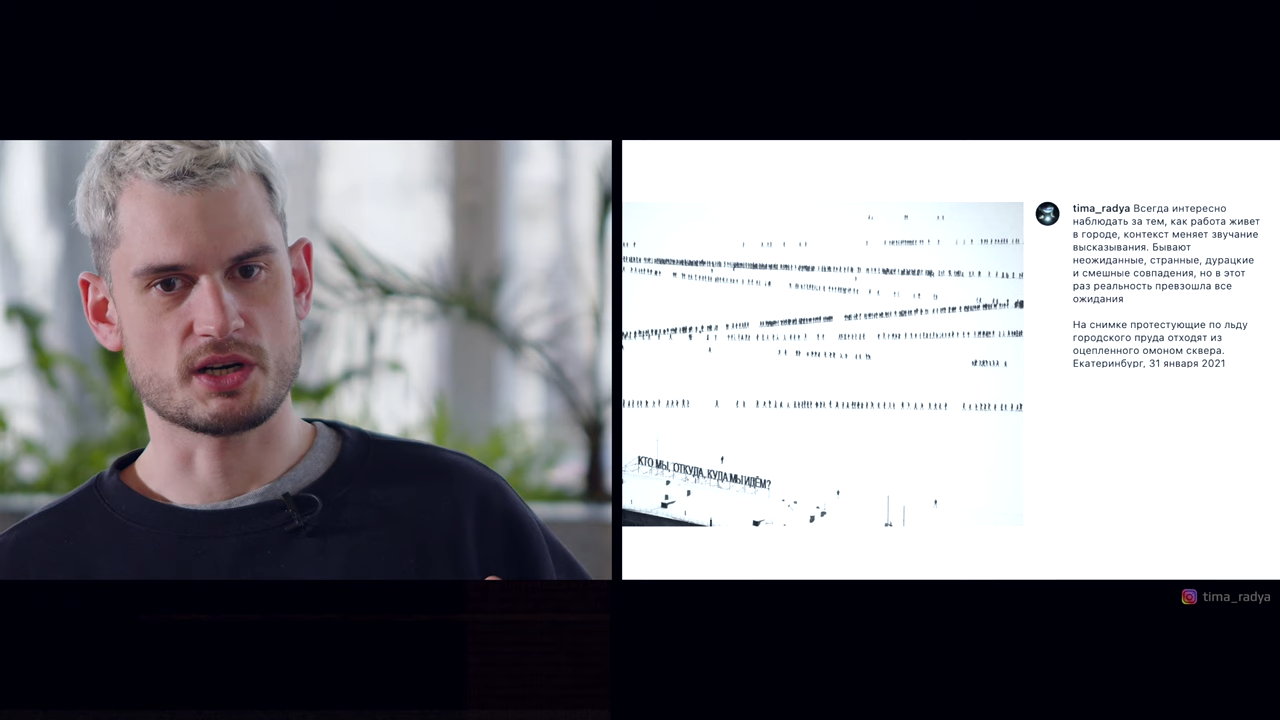 tima_radya Всегда интересно
наблюдать за тем, как работа живет
в городе, контекст меняет звучание
высказывания. Бывают
неожиданные, странные, дурацкие
и смешные совпадения, но в этот
раз реальность превзошла все
ожидания
На снимке протестующие по льду
городского пруда отходят из
оцепленного омоном сквера.
Екатеринбург, 31 января 2021
КТО МЫ, ОТКУДА, КУДА МЫ ИДЁМ?
tima_radya